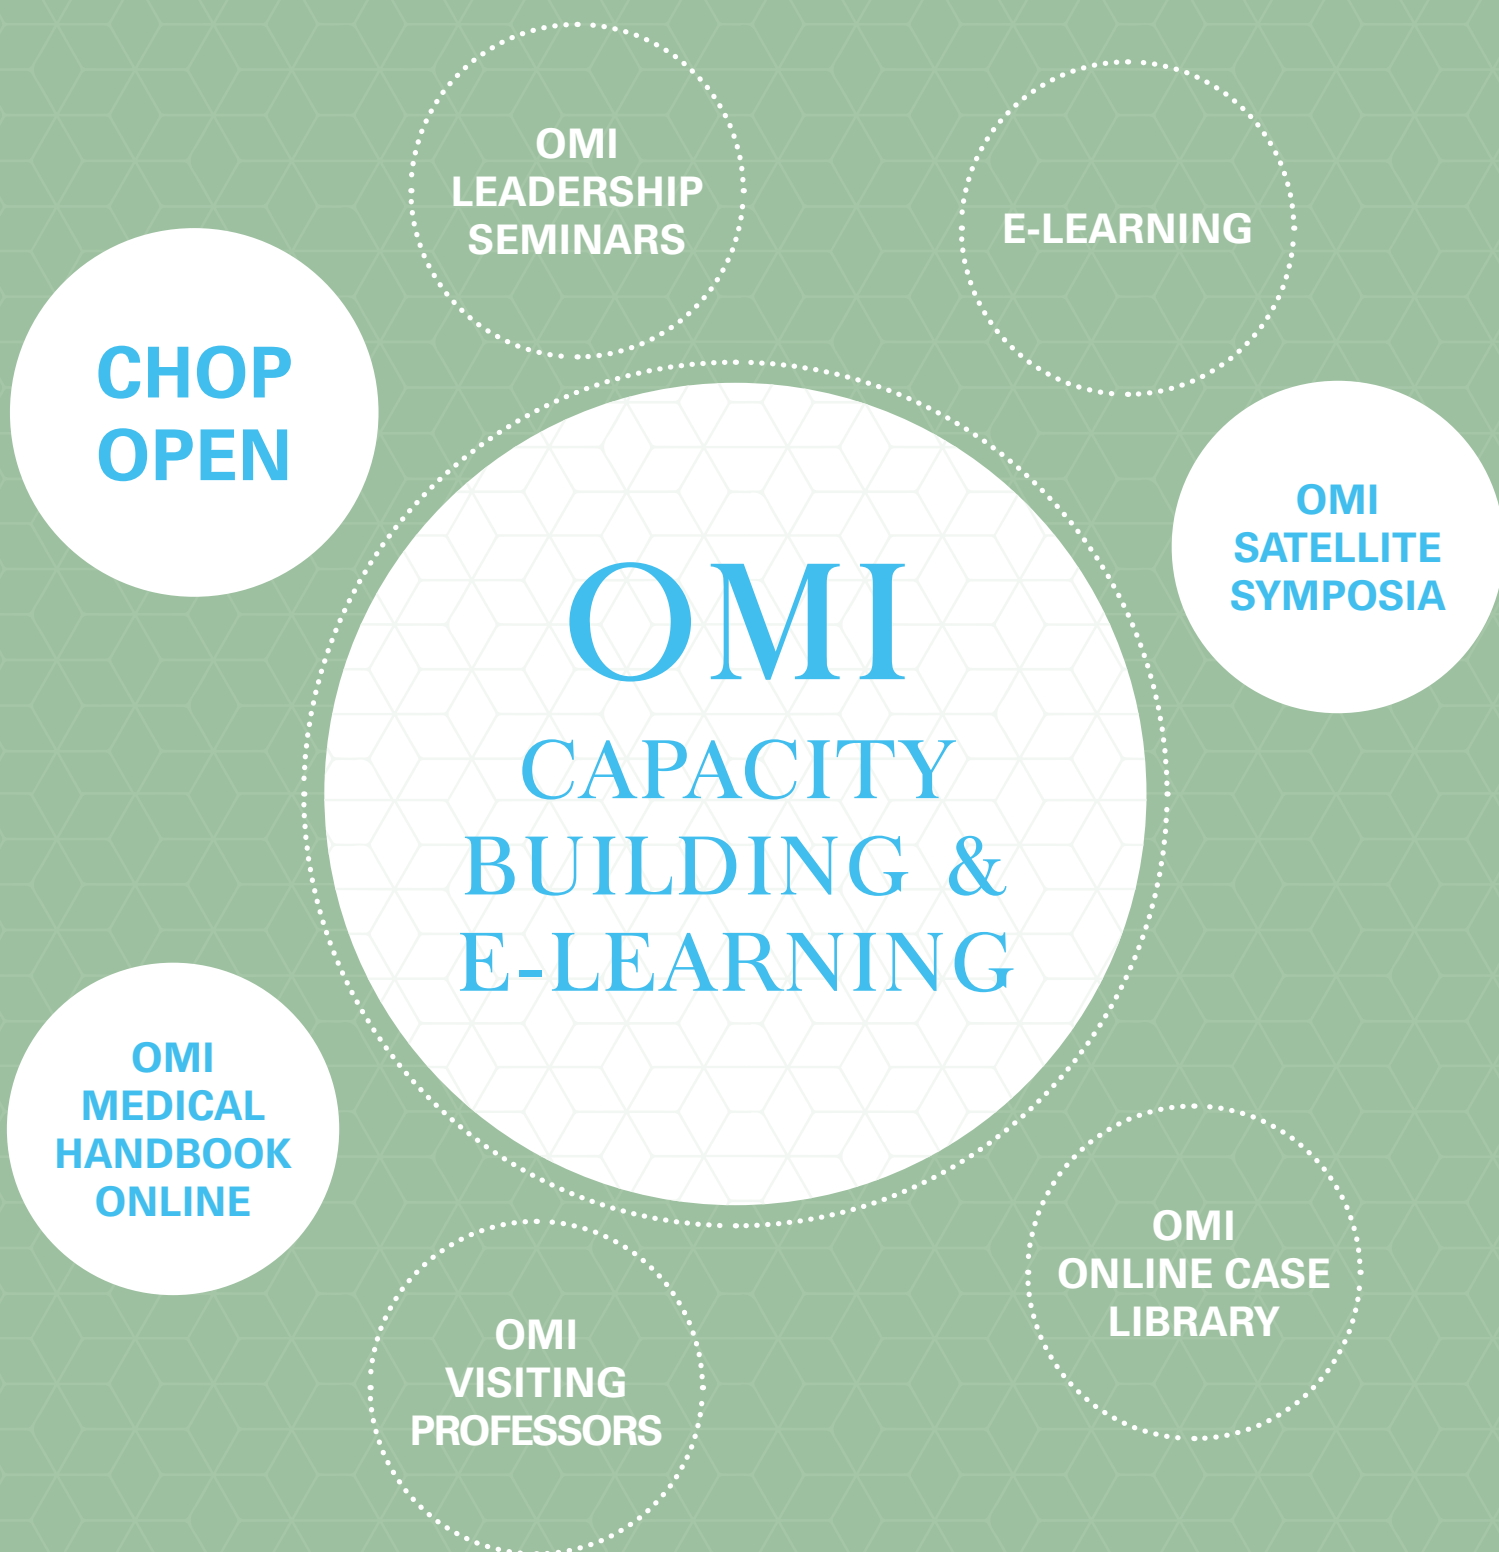 OMI
LEADERSHIP
SEMINARS
E-LEARNING
CHOP
OPEN
OMI
SATELLITE
SYMPOSIA
OMI
CAPACITY
BUILDING &
E-LEARNING
OMI
MEDICAL
HANDBOOK
ONLINE
OMI
ONLINE CASE
LIBRARY
OMI
VISITING
PROFESSORS